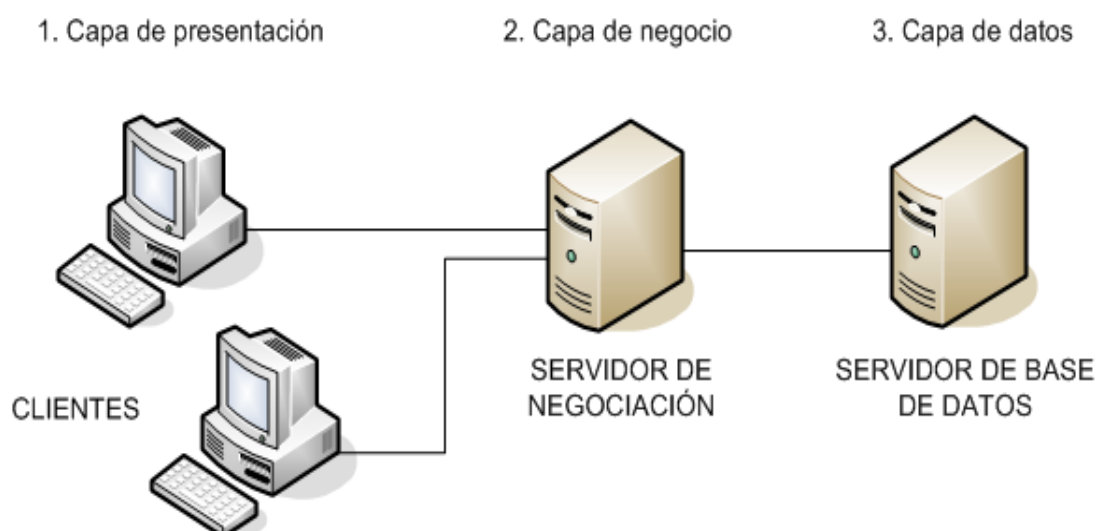 1. Capa de presentación
2. Capa de negocio
3. Capa de datos
CLIENTES
SERVIDOR DE
NEGOCIACIÓN
SERVIDOR DE BASE
DE DATOS